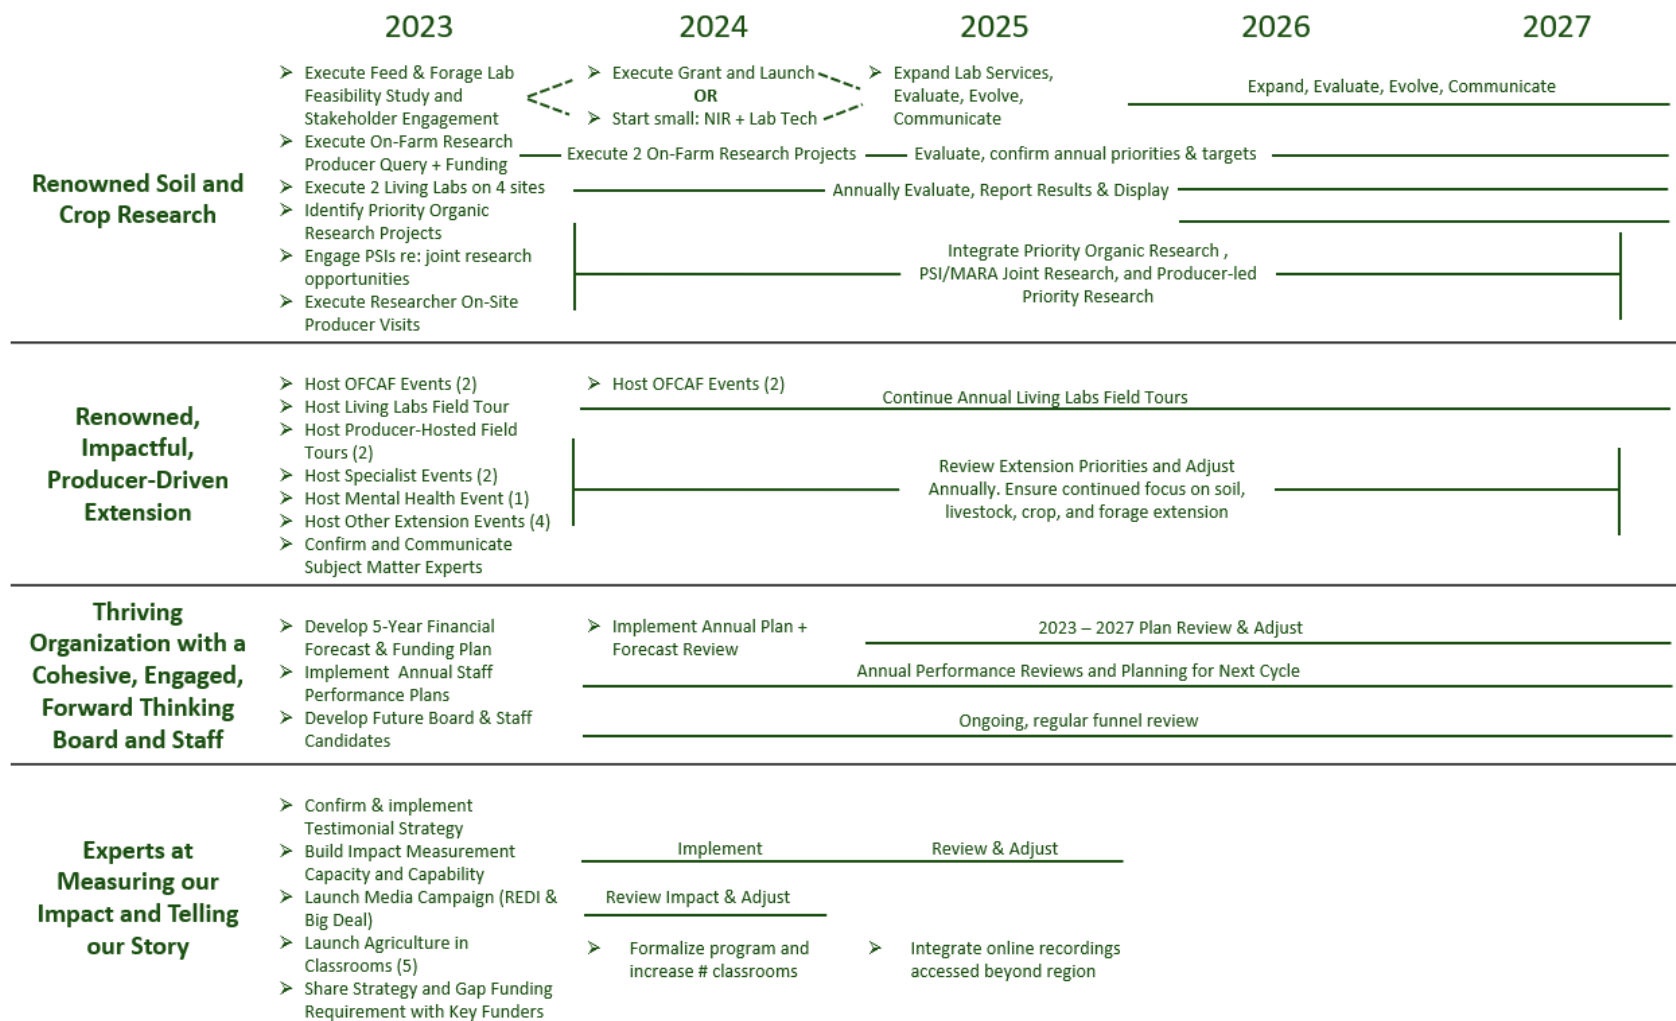 2023 2024 2025 2026 2027
Renowned Soil and
Crop Research
➢ Execute Feed & Forage Lab
Feasibility Study and
Stakeholder Engagement
➢ Execute On-Farm Research
Producer Query + Funding
➢ Execute 2 Living Labs on 4 sites
➢ Identify Priority Organic
Research Projects
➢ Engage PSIs re: joint research
opportunities
➢ Execute Researcher On-Site
Producer Visits
➢ Execute Grant and Launch
OR
➢ Start small: NIR + Lab Tech
➢ Expand Lab Services,
Evaluate, Evolve,
Communicate
Expand, Evaluate, Evolve, Communicate
Execute 2 On-Farm Research Projects
Evaluate, confirm annual priorities & targets
Annually Evaluate, Report Results & Display
Integrate Priority Organic Research ,
PSI/MARA Joint Research, and Producer-led
Priority Research
Renowned,
Impactful,
Producer-Driven
Extension
➢ Host OFCAF Events (2)
➢ Host Living Labs Field Tour
➢ Host Producer-Hosted Field
Tours (2)
➢ Host Specialist Events (2)
➢ Host Mental Health Event (1)
➢ Host Other Extension Events (4)
➢ Confirm and Communicate
Subject Matter Experts
➢ Host OFCAF Events (2)
Continue Annual Living Labs Field Tours
Review Extension Priorities and Adjust
Annually. Ensure continued focus on soil,
livestock, crop, and forage extension
Thriving
Organization with a
Cohesive, Engaged,
Forward Thinking
Board and Staff
➢ Develop 5-Year Financial
Forecast & Funding Plan
➢ Implement Annual Staff
Performance Plans
➢ Develop Future Board & Staff
Candidates
➢ Implement Annual Plan +
Forecast Review
2023 – 2027 Plan Review & Adjust
Annual Performance Reviews and Planning for Next Cycle
Ongoing, regular funnel review
Experts at
Measuring our
Impact and Telling
our Story
➢ Confirm & implement
Testimonial Strategy
➢ Build Impact Measurement
Capacity and Capability
➢ Launch Media Campaign (REDI &
Big Deal)
➢ Launch Agriculture in
Classrooms (5)
➢ Share Strategy and Gap Funding
Requirement with Key Funders
Implement
Review & Adjust
Review Impact & Adjust
➢ Formalize program and
increase # classrooms
➢ Integrate online recordings
accessed beyond region